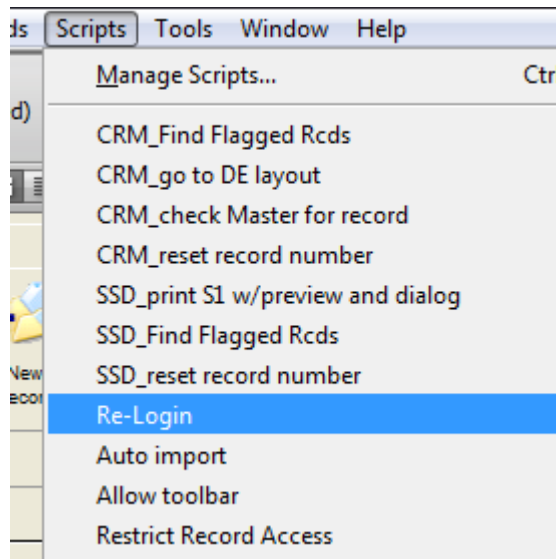 ds Scripts Tools Window Help
Manage Scripts... Ctr
d)
CRM_Find Flagged Rcds
CRM_go to DE layout
CRM_check Master for record
CRM_reset record number
SSD_print S1 w/preview and dialog
SSD_Find Flagged Rcds
SSD_reset record number
New
ecor
Re-Login
Auto import
Allow toolbar
Restrict Record Access